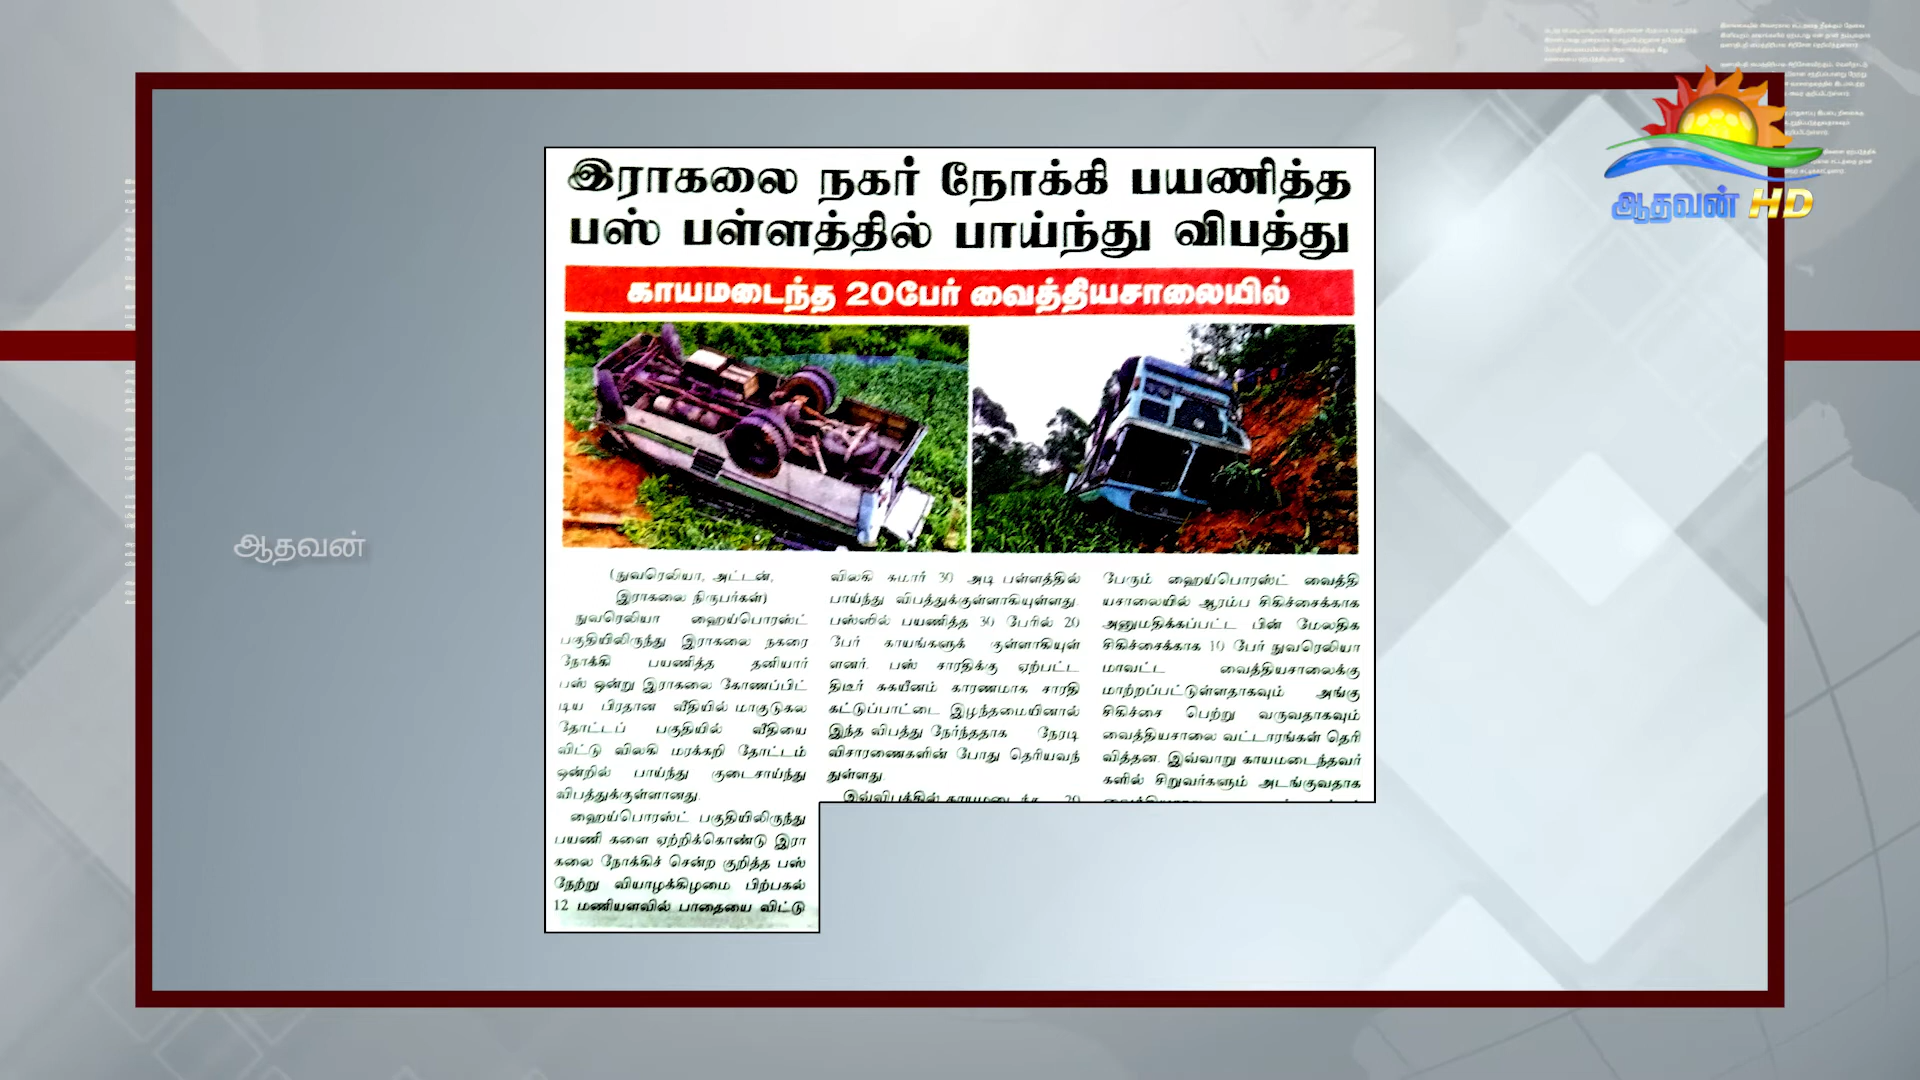 இராகலை நகர் நோக்கி பயணித்த
பஸ் பள்ளத்தில் பாய்ந்து விபத்து
காயமடைந்த 20பேர் வைத்தியசாலையில்
(நுவரெலியா, அட்டன்,
இராகலை நிருபர்கள்)
நுவரெலியா ஹைப்பொரஸ்ட்
பகுதியிலிருந்து இராகலை நகரை
நோக்கி பயணித்த தனியார்
பஸ் ஒன்று இராகலை கோணப்பிட்
டிய பிரதான வீதியில் மாகுடுகல
தோட்டப் பகுதியில் வீதியை
விட்டு விலகி மரக்கறி தோட்டம்
ஒன்றில் பாய்ந்து குடைசாய்ந்து
விபத்துக்குள்ளானது.
ஹைப்பொரஸ்ட் பகுதியிலிருந்து
பயணி களை ஏற்றிக்கொண்டு இரா
கலை நோக்கிச் சென்ற குறித்த பஸ்
நேற்று வியாழக்கிழமை பிற்பகல்
12 மணியளவில் பாதையை விட்டு
விலகி சுமார் 30 அடி பள்ளத்தில்
பாய்ந்து விபத்துக்குள்ளாகியுள்ளது.
பஸ்ஸில் பயணித்த 30 பேரில் 20
பேர் காயங்களுக் குள்ளாகியுள்
ளனர். பஸ் சாரதிக்கு ஏற்பட்ட
திடீர் சுகயீனம் காரணமாக சாரதி
கட்டுப்பாட்டை இழந்தமையினால்
இந்த விபத்து நேர்ந்ததாக நேரடி
விசாரணைகளின் போது தெரியவந்
துள்ளது.
இவ்விபத்தில் காயமடைந்த 20
பேரும் ஹைப்பொரஸ்ட் வைத்தி
யசாலையில் ஆரம்ப சிகிச்சைக்காக
அனுமதிக்கப்பட்ட பின் மேலதிக
சிகிச்சைக்காக 10 பேர் நுவரெலியா
மாவட்ட வைத்தியசாலைக்கு
மாற்றப்பட்டுள்ளதாகவும் அங்கு
சிகிச்சை பெற்று வருவதாகவும்
வைத்தியசாலை வட்டாரங்கள் தெரி
வித்தன. இவ்வாறு காயமடைந்தவர்
களில் சிறுவர்களும் அடங்குவதாக
ஆதவன் HD
ஆதவன்